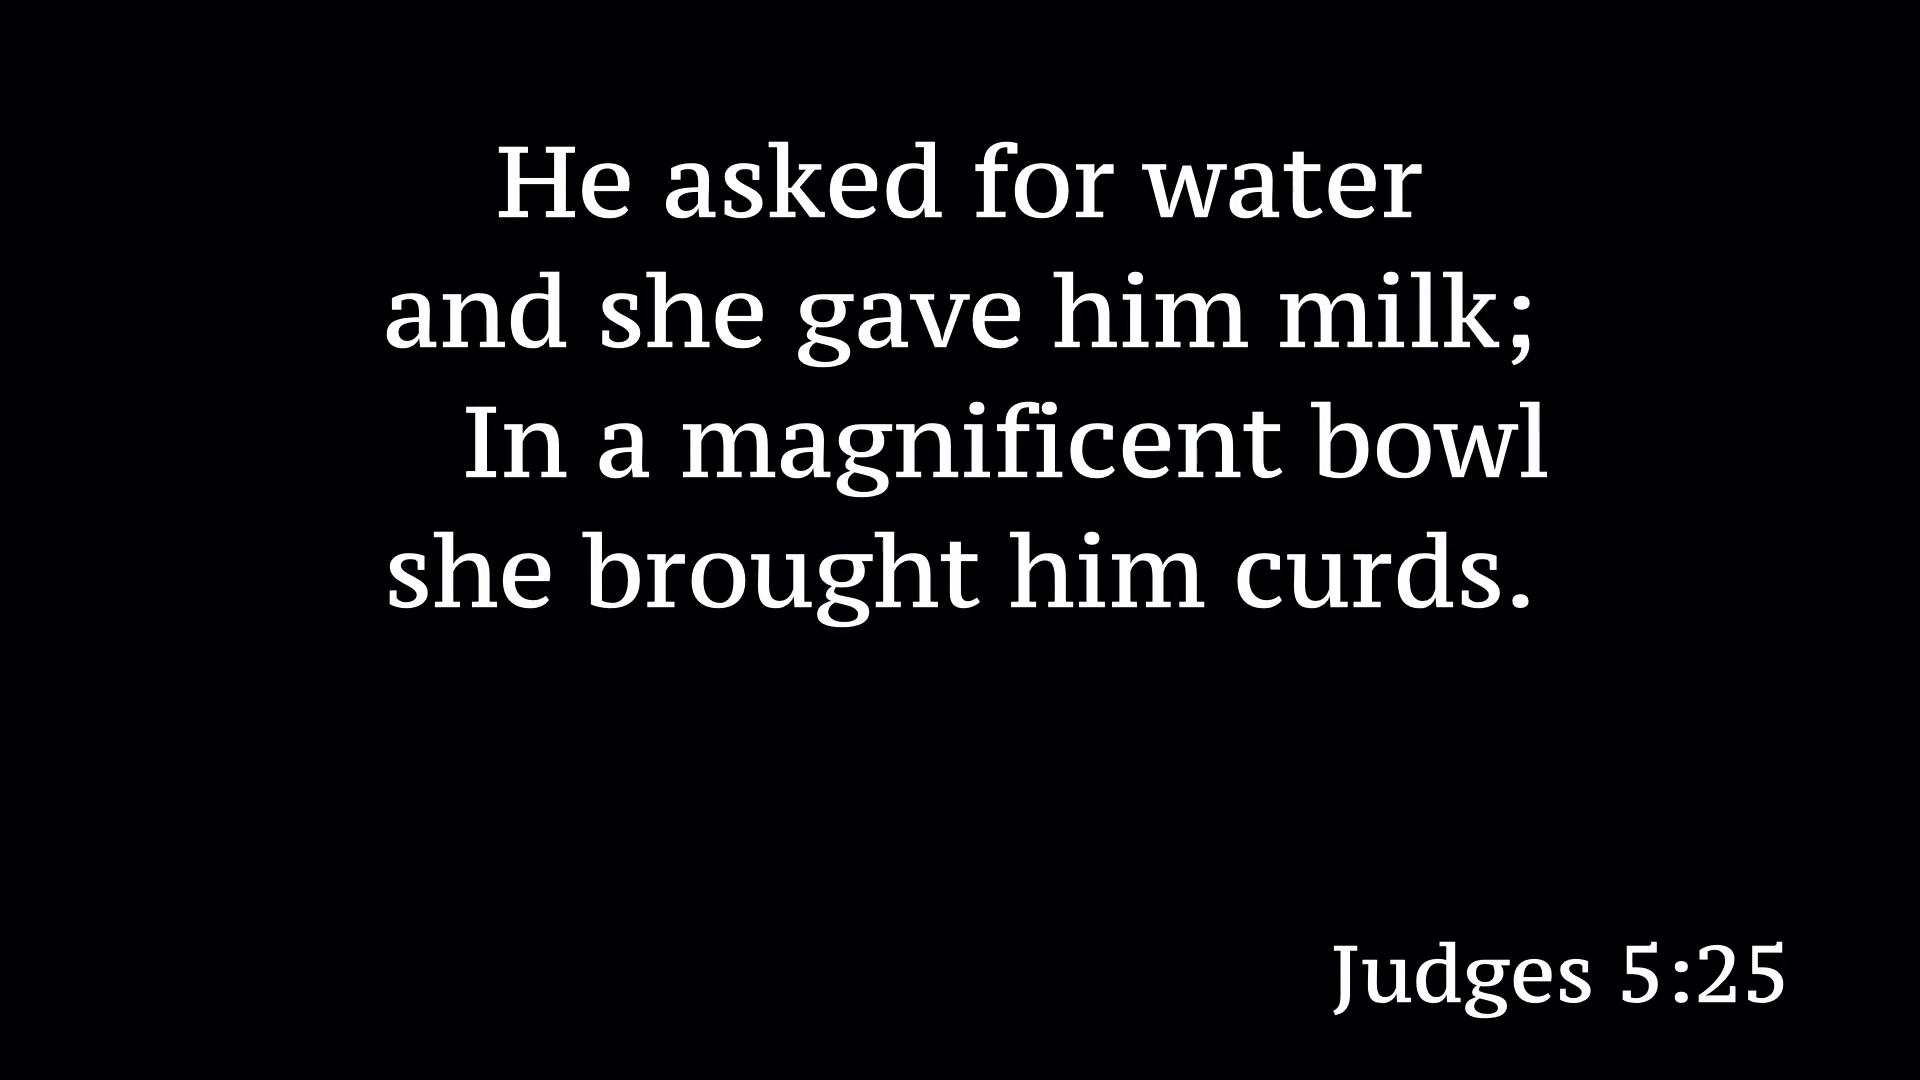 He asked for water
and she gave him milk;
In a magnificent bowl
she brought him curds.
Judges 5:25